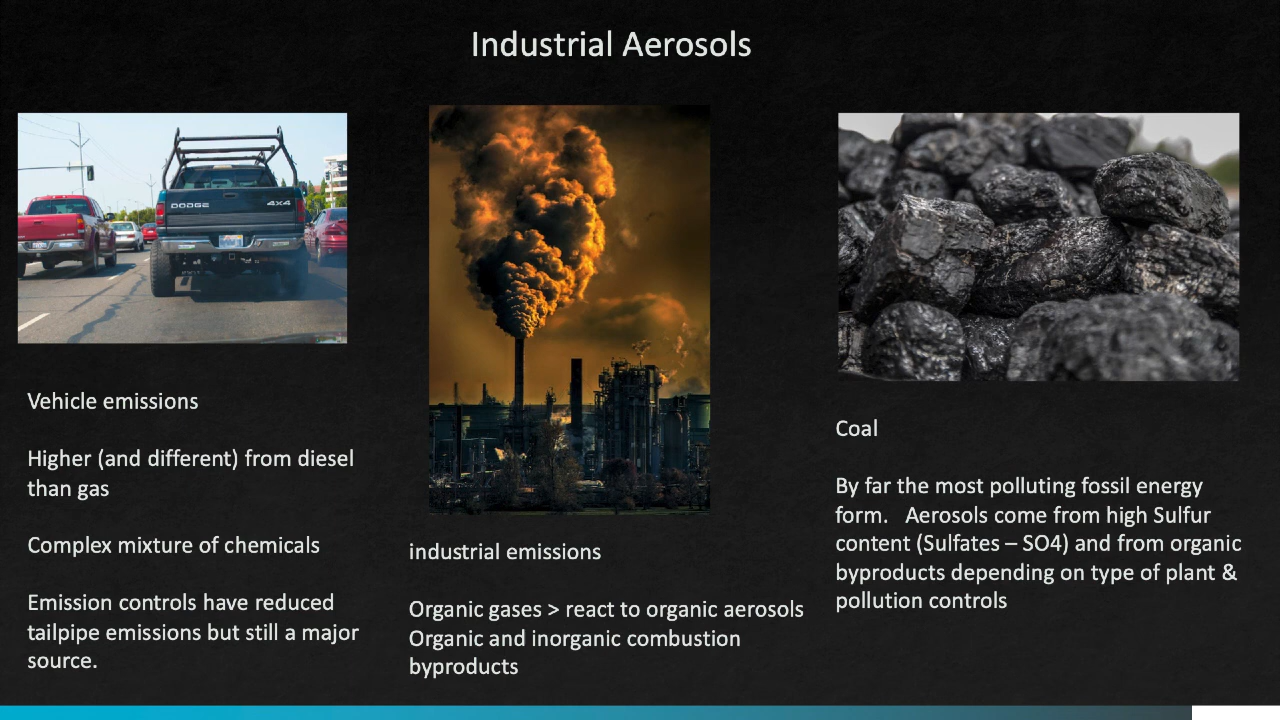 Industrial Aerosols
DODGE
4X4
Vehicle emissions
Higher (and different) from diesel
than gas
Complex mixture of chemicals
Emission controls have reduced
tailpipe emissions but still a major
source.
industrial emissions
Organic gases > react to organic aerosols
Organic and inorganic combustion
byproducts
Coal
By far the most polluting fossil energy
form.   Aerosols come from high Sulfur
content (Sulfates – SO4) and from organic
byproducts depending on type of plant &
pollution controls